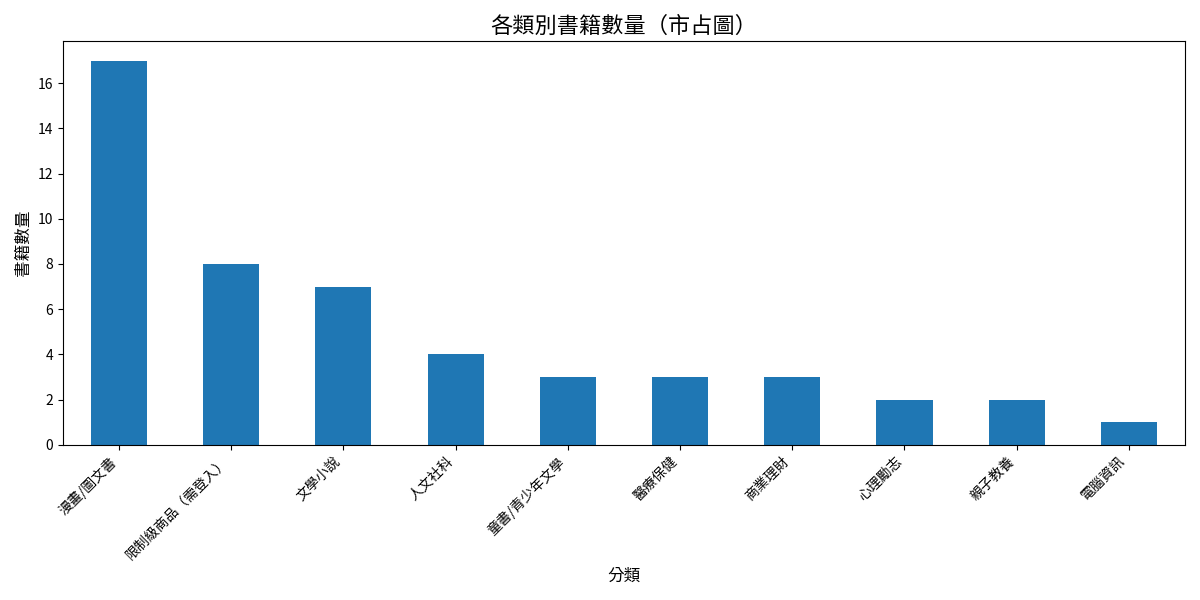 各類別書籍數量（市占圖）
書籍數量
16
14
12
10
8
6
4
2
0
漫畫/圖文書
限制級商品（需登入）
文學小說
人文社科
童書/青少年文學
醫療保健
商業理財
心理勵志
親子教養
電腦資訊
分類